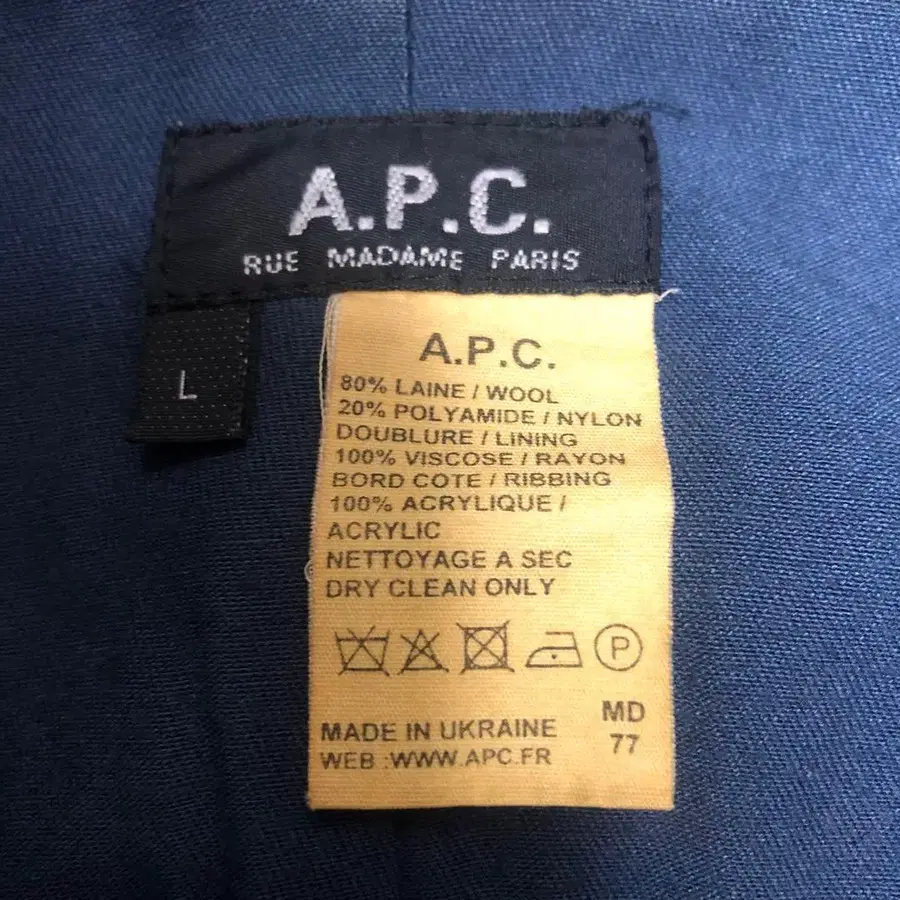 A.P.C.
RUE MADAME PARIS
L
A.P.C.
80% LAINE / WOOL
20% POLYAMIDE / NYLON
DOUBLURE / LINING
100% VISCOSE / RAYON
BORD COTE / RIBBING
100% ACRYLIQUE /
ACRYLIC
NETTOYAGE A SEC
DRY CLEAN ONLY
P
MD
77
MADE IN UKRAINE
WEB :WWW.APC.FR